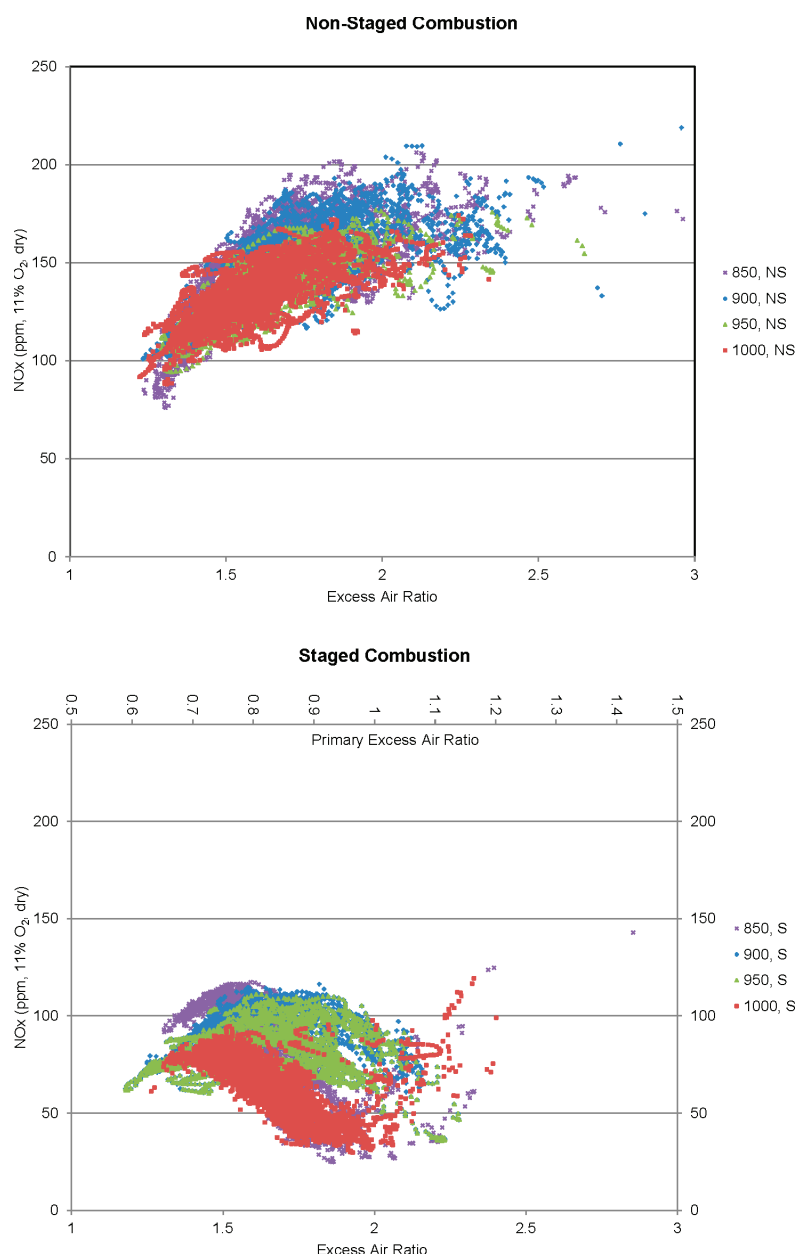 Non-Staged Combustion
250
200
150
100
50
0
NOx (ppm, 11% O2, dry)
1 1.5 2 2.5 3
Excess Air Ratio
850, NS
900, NS
950, NS
1000, NS
Staged Combustion
0.5 0.6 0.7 0.8 0.9 1 1.1 1.2 1.3 1.4 1.5
Primary Excess Air Ratio
250 250
200 200
150 150
100 100
50 50
0 0
NOx (ppm, 11% O2, dry)
1 1.5 2 2.5 3
Excess Air Ratio
850, S
900, S
950, S
1000, S